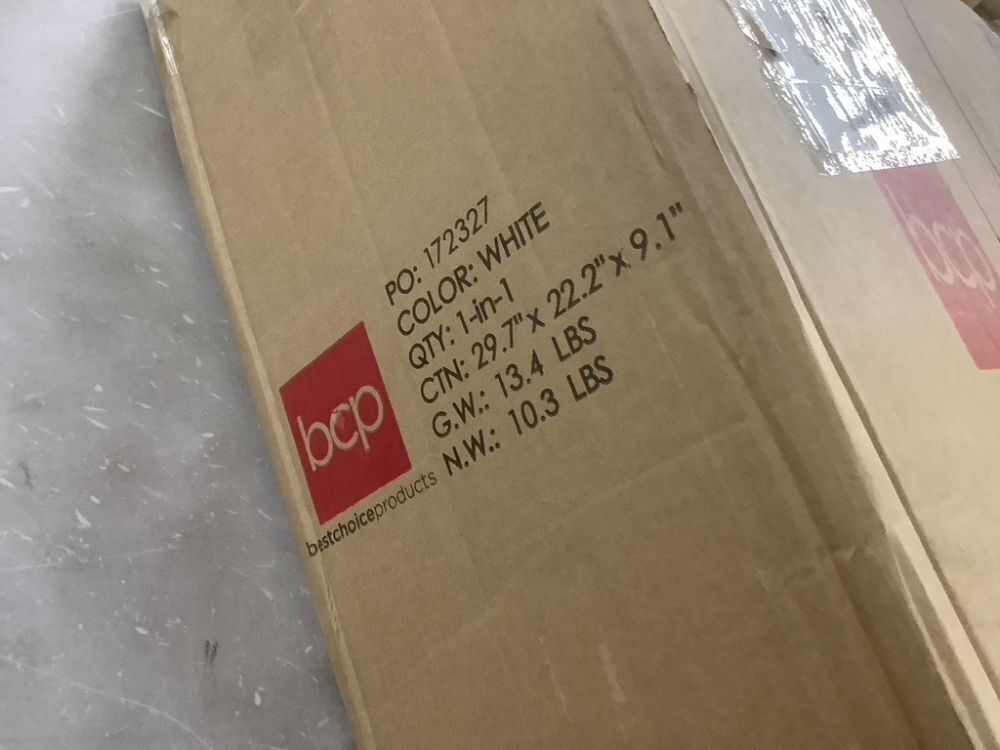 PO: 172327
COLOR: WHITE
QTY: 1-in-1
CTN: 29.7" x 22.2" x 9.1"
G.W.: 13.4 LBS
N.W.: 10.3 LBS
bcp
bestchoiceproducts
bcp